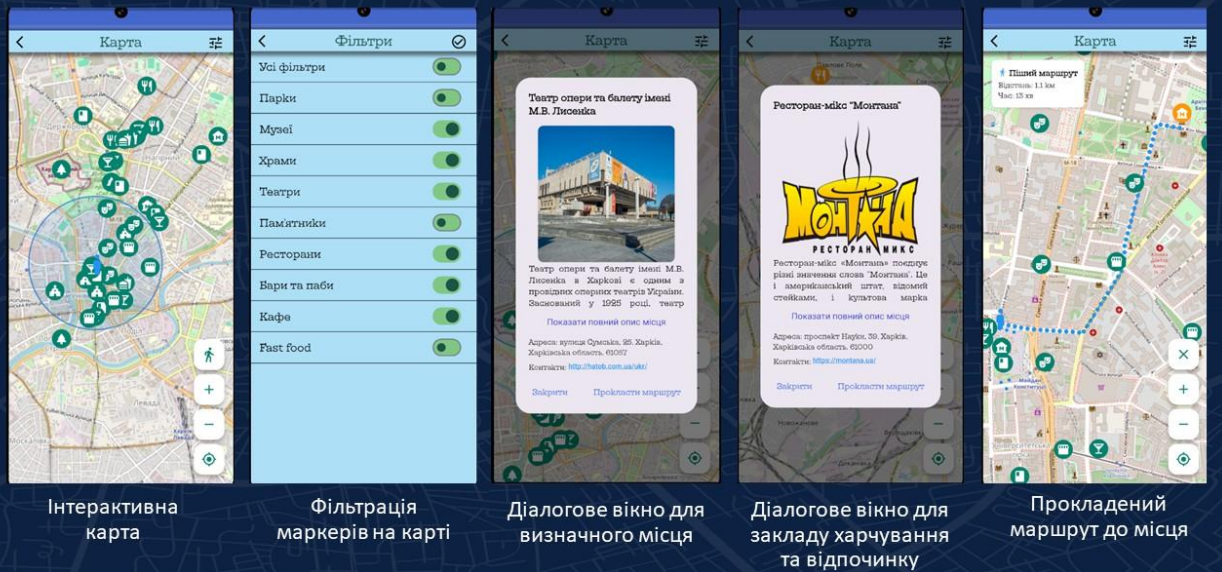 Карта
Фільтри
Усі фільтри
Парки
Музеї
Храми
Театри
Пам'ятники
Ресторани
Бари та паби
Кафе
Fast food
Карта
Театр опери та балету імені
М.В. Лисенка
Театр опери та балету імені М.В.
Лисенка в Харкові є одним з
провідних оперних театрів України.
Заснований у 1925 році, театр
Показати повний опис місця
Адреса: вулиця Сумська, 25, Харків,
Харківська область, 61057
Контакти: http://hatob.com.ua/ukr/
Закрити Прокласти маршрут
Карта
Ресторан-мікс "Монтана"
МОНТАНА
РЕСТОРАН МИКС
Ресторан-мікс «Монтана» поєднує
різні значення слова "Монтана". Це
і американський штат, відомий
стейками, і культова марка
Показати повний опис місця
Адреса: проспект Науки, 39, Харків,
Харківська область, 61000
Контакти: https://montana.ua/
Закрити Прокласти маршрут
Карта
Піший маршрут
Відстань: 1.1 км
Час: 13 хв
Інтерактивна
карта
Фільтрація
маркерів на карті
Діалогове вікно для
визначного місця
Діалогове вікно для
закладу харчування
та відпочинку
Прокладений
маршрут до місця